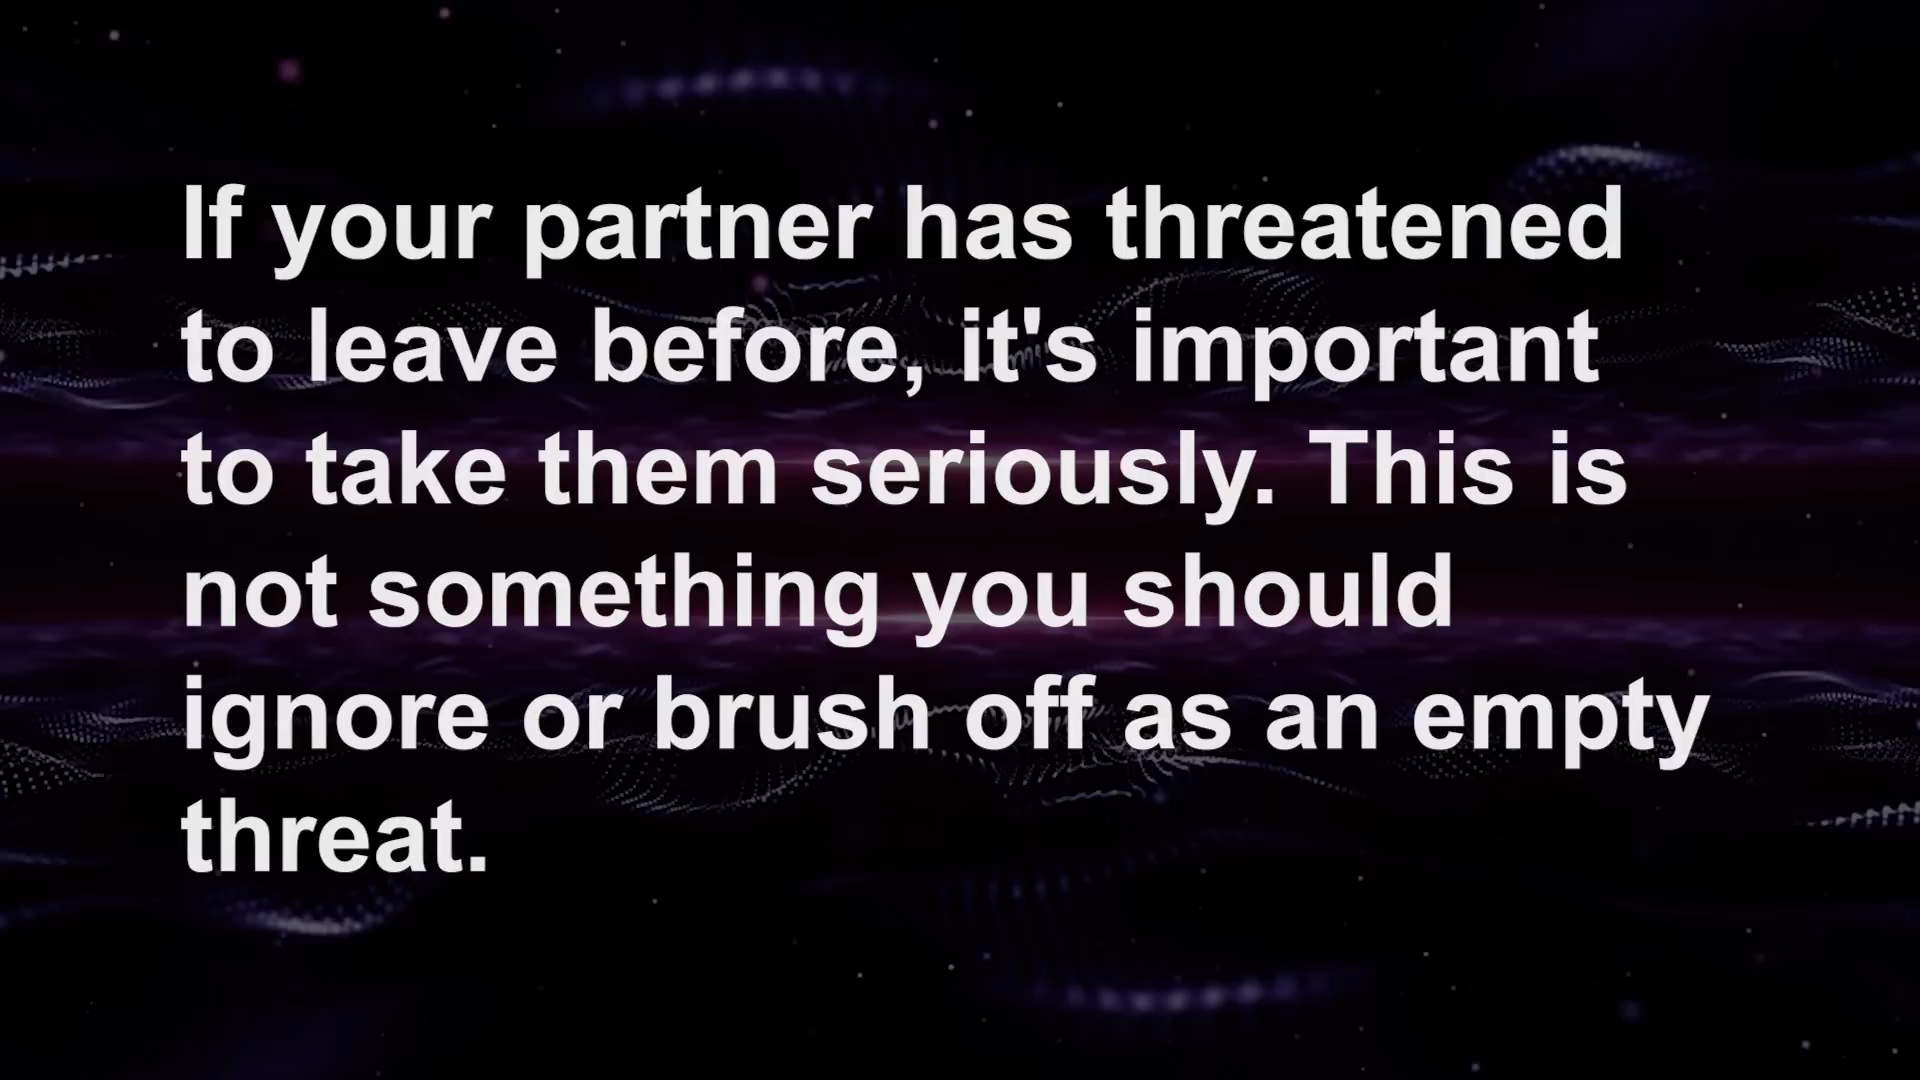 If your partner has threatened
to leave before, it's important
to take them seriously. This is
not something you should
ignore or brush off as an empty
threat.